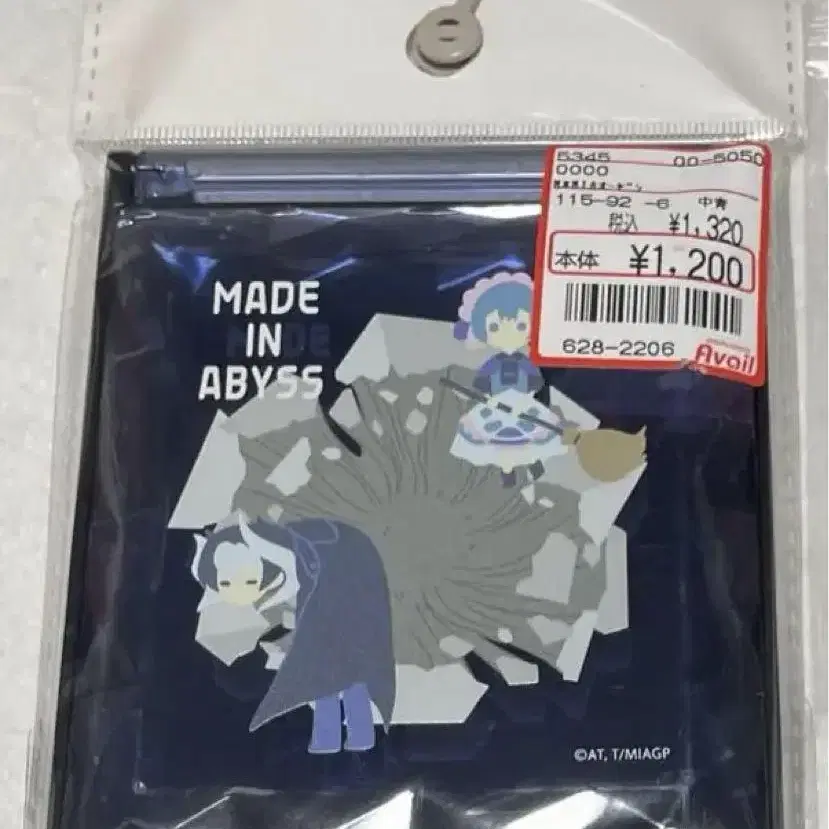 5345 00-5050
0000
115-92 -6 中青
税込 ¥1,320
本体 ¥1,200
628-2206 Avail
MADE
IN
ABYSS
©AT, T/MIAGP